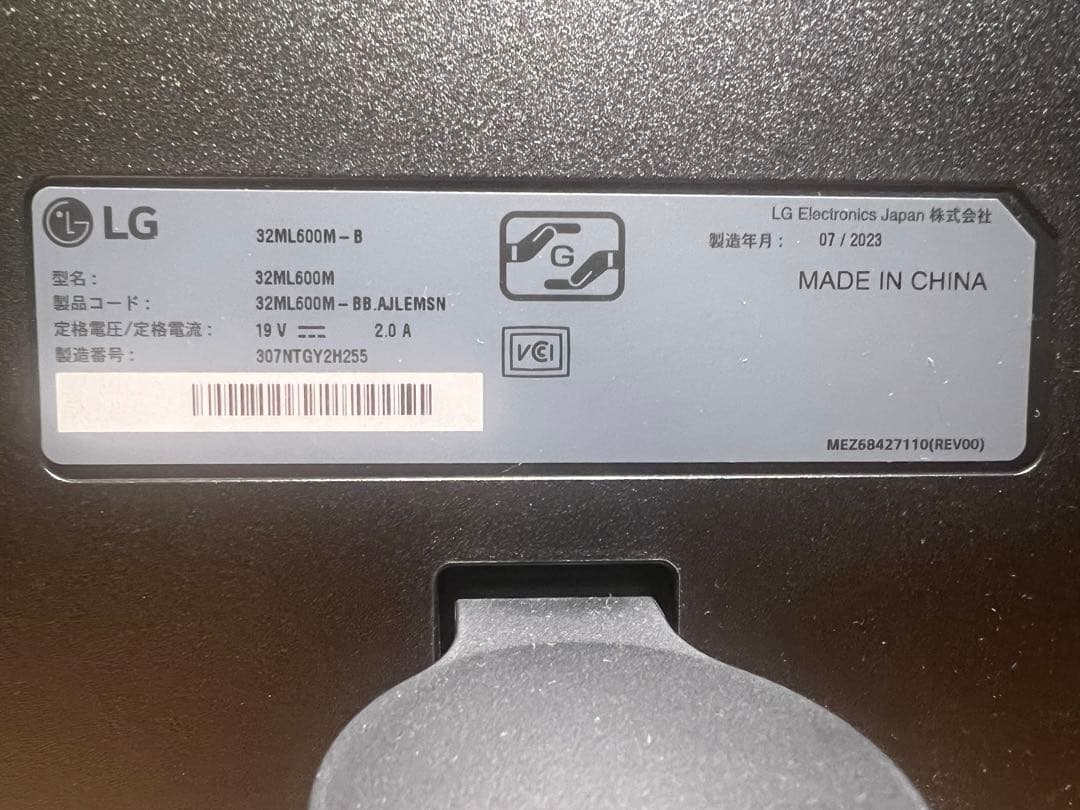 LG
32ML600M-B
型名:
32ML600M
製品コード:
32ML600M-BB.AJLEMSN
定格電圧/定格電流:
19 V 2.0 A
製造番号:
307NTGY2H255
G
VCCI
LG Electronics Japan 株式会社
製造年月: 07 / 2023
MADE IN CHINA
MEZ68427110(REV00)